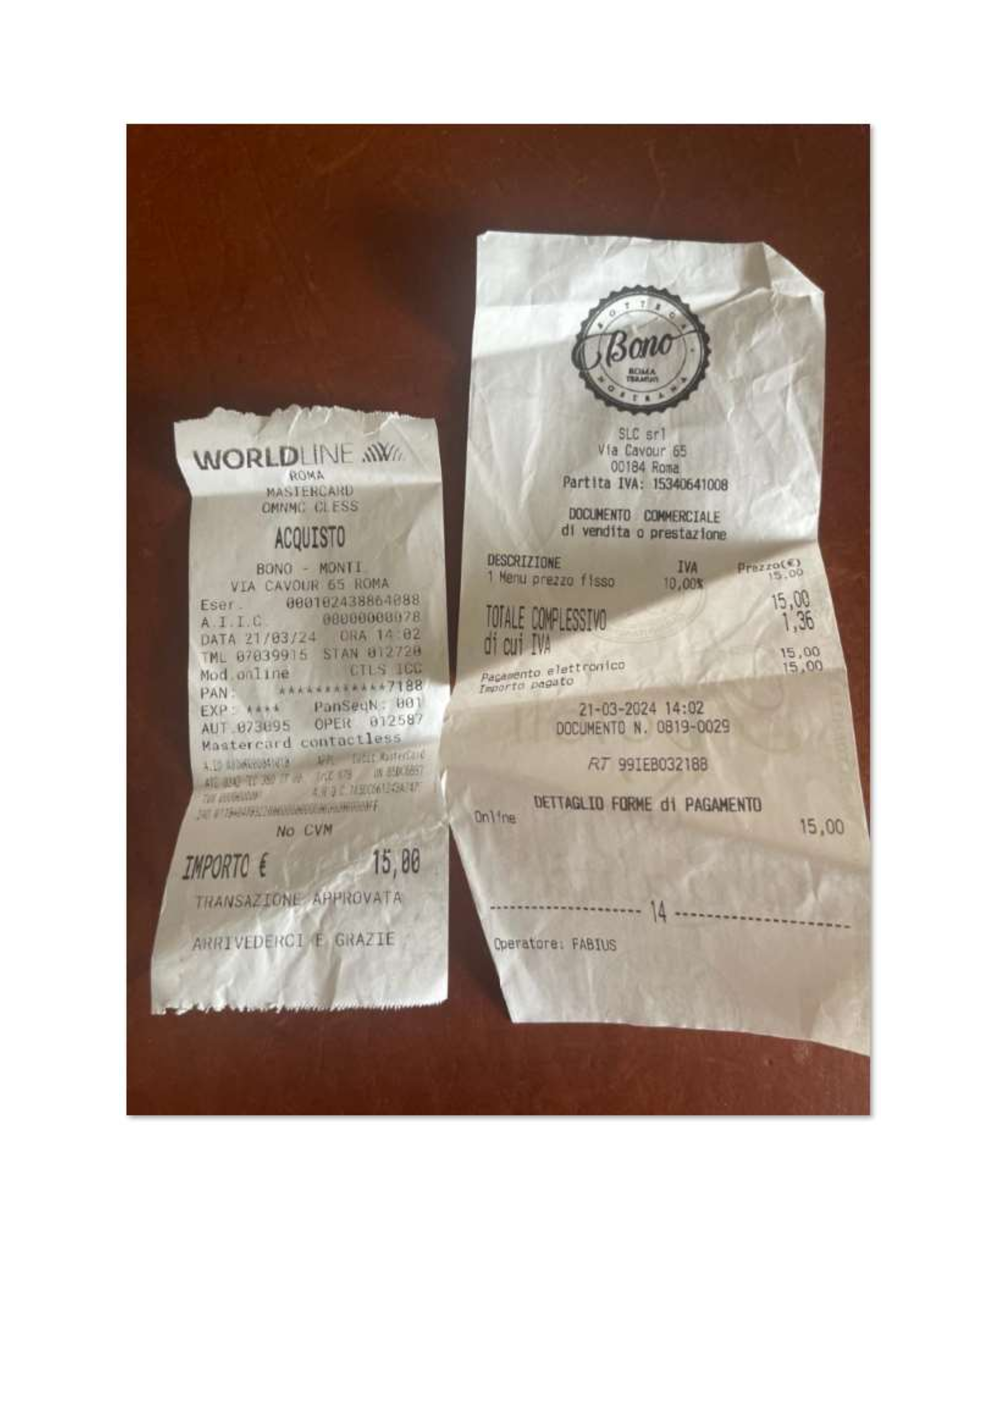 WORLDLINE
ROMA
MASTERCARD
OMNMC CLESS
ACQUISTO
BONO - MONTI
VIA CAVOUR 65 ROMA
Eser. 000102438864088
A.I.I.C. 00000000078
DATA 21/03/24 ORA 14:02
TML 07039915 STAN 012720
Mod.online CTLS ICC
PAN: ************7188
EXP: **** PanSeqN: 001
AUT.073095 OPER 012587
Mastercard contactless
No CVM
IMPORTO € 15,00
TRANSAZIONE APPROVATA
ARRIVEDERCI E GRAZIE
BOTTEGA
Bono
ROMA
TERMINI
NOSTRANA
SLC srl
Via Cavour 65
00184 Roma
Partita IVA: 15340641008
DOCUMENTO COMMERCIALE
di vendita o prestazione
DESCRIZIONE IVA Prezzo(€)
1 Menu prezzo fisso 10,00% 15,00
TOTALE COMPLESSIVO 15,00
di cui IVA 1,36
Pagamento elettronico 15,00
Importo pagato 15,00
21-03-2024 14:02
DOCUMENTO N. 0819-0029
RT 99IEB032188
DETTAGLIO FORME di PAGAMENTO
Online 15,00
-------------------- 14 -----------------------
Operatore: FABIUS